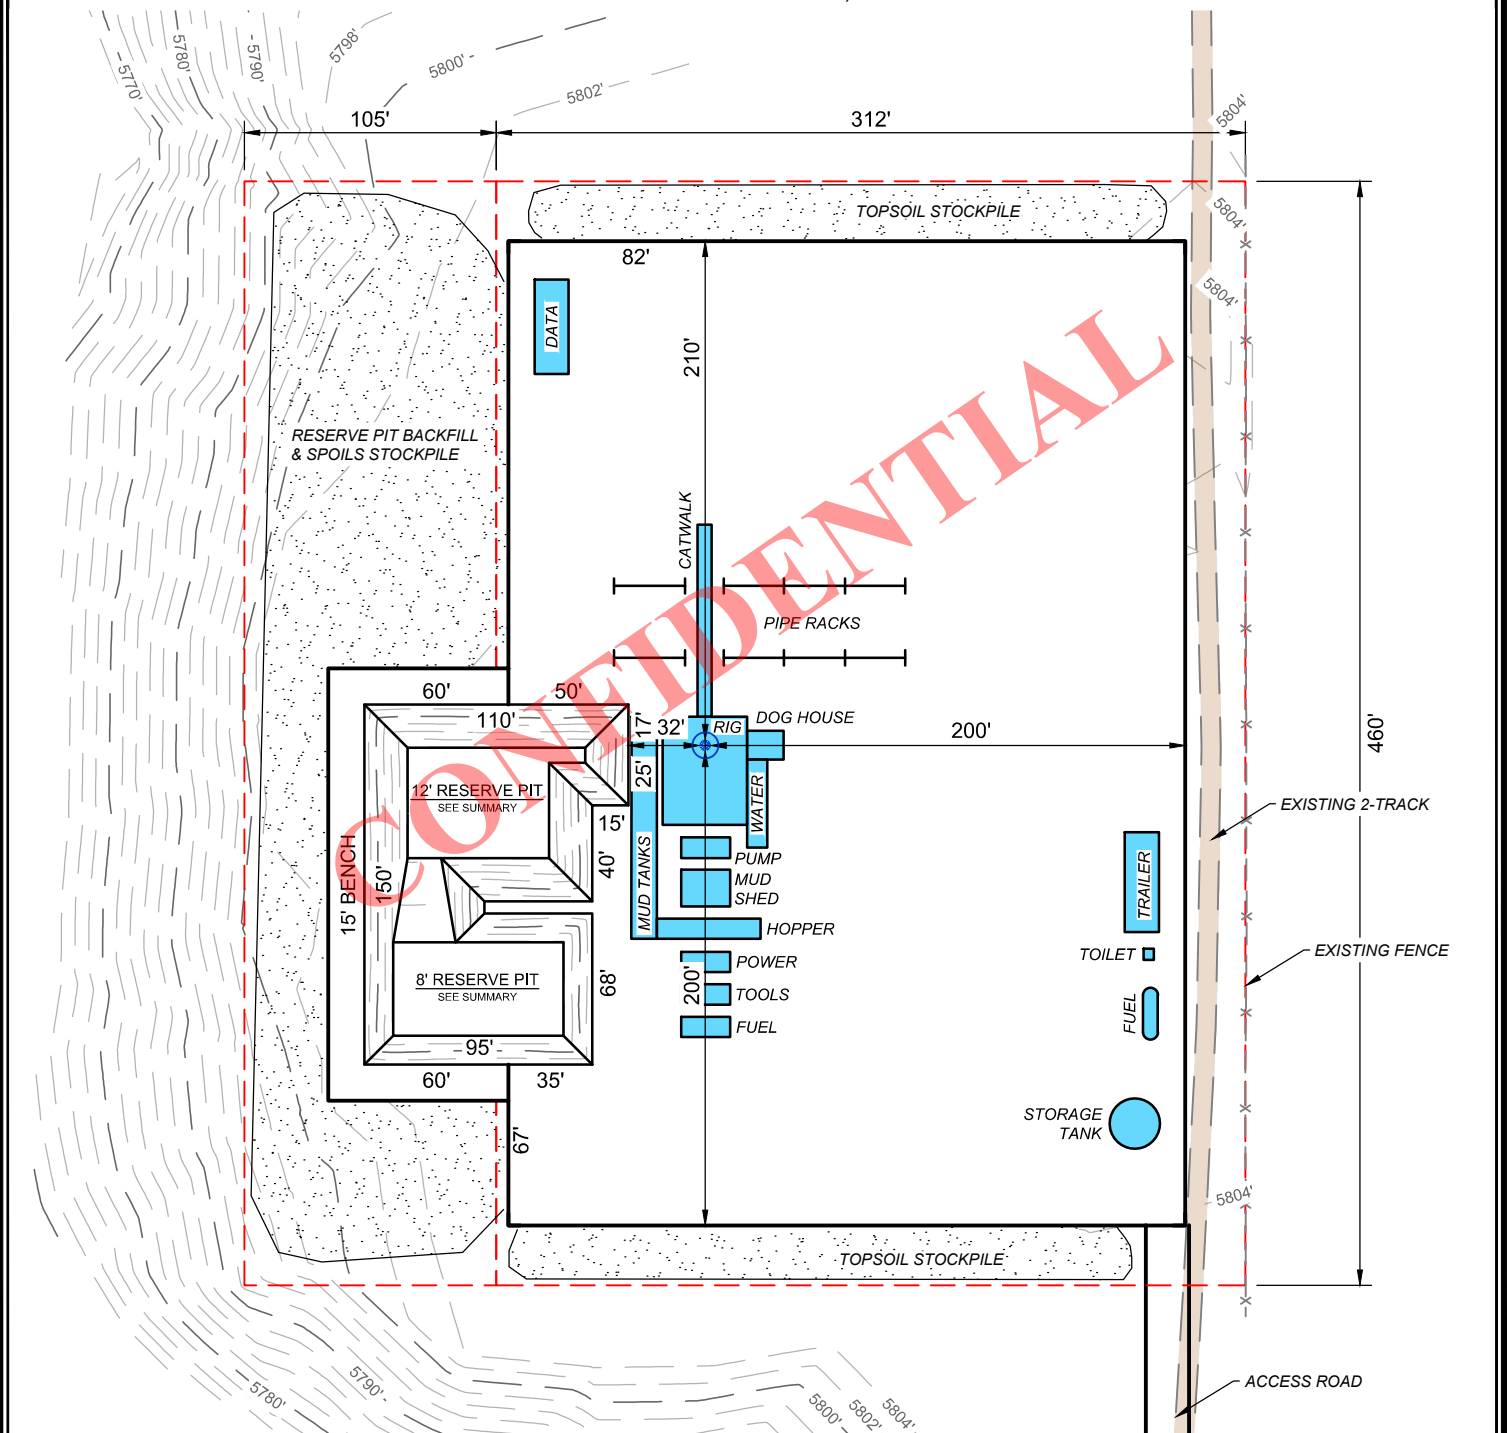 5770'
5780'
5790'
5798'
5800'
5802'
5804'
105'
312'
5804'
TOPSOIL STOCKPILE
82'
5804'
DATA
210'
RESERVE PIT BACKFILL
& SPOILS STOCKPILE
CATWALK
PIPE RACKS
CONFIDENTIAL
60'
50'
110'
17'
32'
RIG
DOG HOUSE
200'
460'
25'
12' RESERVE PIT
SEE SUMMARY
WATER
EXISTING 2-TRACK
15'
15' BENCH
150'
40'
MUD TANKS
PUMP
MUD
SHED
TRAILER
HOPPER
TOILET
EXISTING FENCE
POWER
8' RESERVE PIT
SEE SUMMARY
68'
200'
TOOLS
FUEL
FUEL
95'
60'
35'
67'
STORAGE
TANK
5804'
TOPSOIL STOCKPILE
ACCESS ROAD
5780'
5790'
5800'
5802'
5804'